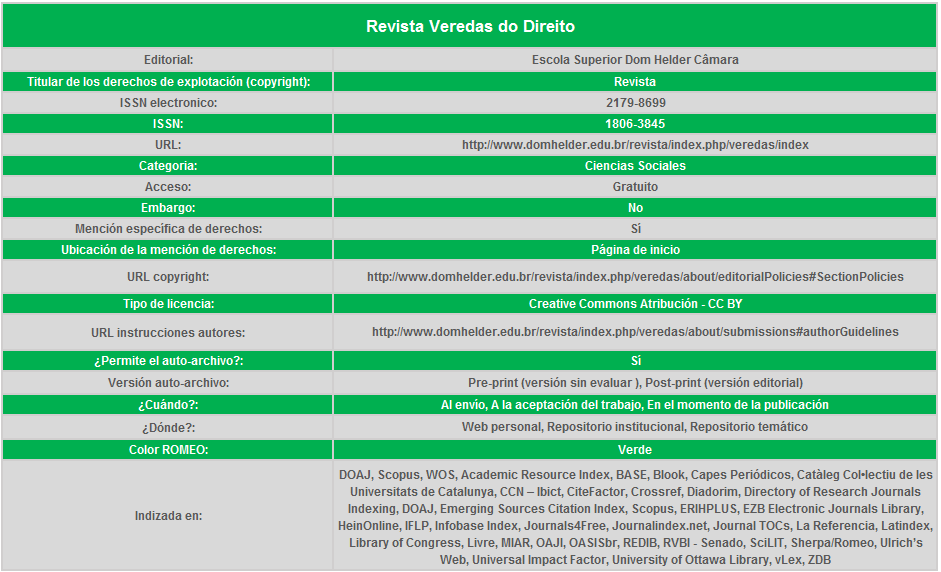 Revista Veredas do Direito
Editorial: Escola Superior Dom Helder Câmara
Títular de los derechos de explotación (copyright): Revista
ISSN electronico: 2179-8699
ISSN: 1806-3845
URL: http://www.domhelder.edu.br/revista/index.php/veredas/index
Categoria: Ciencias Sociales
Acceso: Gratuito
Embargo: No
Mención específica de derechos: Sí
Ubicación de la mención de derechos: Página de inicio
URL copyright: http://www.domhelder.edu.br/revista/index.php/veredas/about/editorialPolicies#SectionPolicies
Tipo de licencia: Creative Commons Atribución - CC BY
URL instrucciones autores: http://www.domhelder.edu.br/revista/index.php/veredas/about/submissions#authorGuidelines
¿Permite el auto-archivo?: Sì
Versión auto-archivo: Pre-print (versión sin evaluar ), Post-print (versión editorial)
¿Cuándo?: Al envío, A la aceptación del trabajo, En el momento de la publicación
¿Dónde?: Web personal, Repositorio institucional, Repositorio temático
Color ROMEO: Verde
Indizada en:
DOAJ, Scopus, WOS, Academic Resource Index, BASE, Blook, Capes Periódicos, Catàleg Col•lectiu de les
Universitats de Catalunya, CCN – Ibict, CiteFactor, Crossref, Diadorim, Directory of Research Journals
Indexing, DOAJ, Emerging Sources Citation Index, Scopus, ERIHPLUS, EZB Electronic Journals Library,
HeinOnline, IFLP, Infobase Index, Journals4Free, Journalindex.net, Journal TOCs, La Referencia, Latindex,
Library of Congress, Livre, MIAR, OAJI, OASISbr, REDIB, RVBI - Senado, SciLIT, Sherpa/Romeo, Ulrich's
Web, Universal Impact Factor, University of Ottawa Library, vLex, ZDB